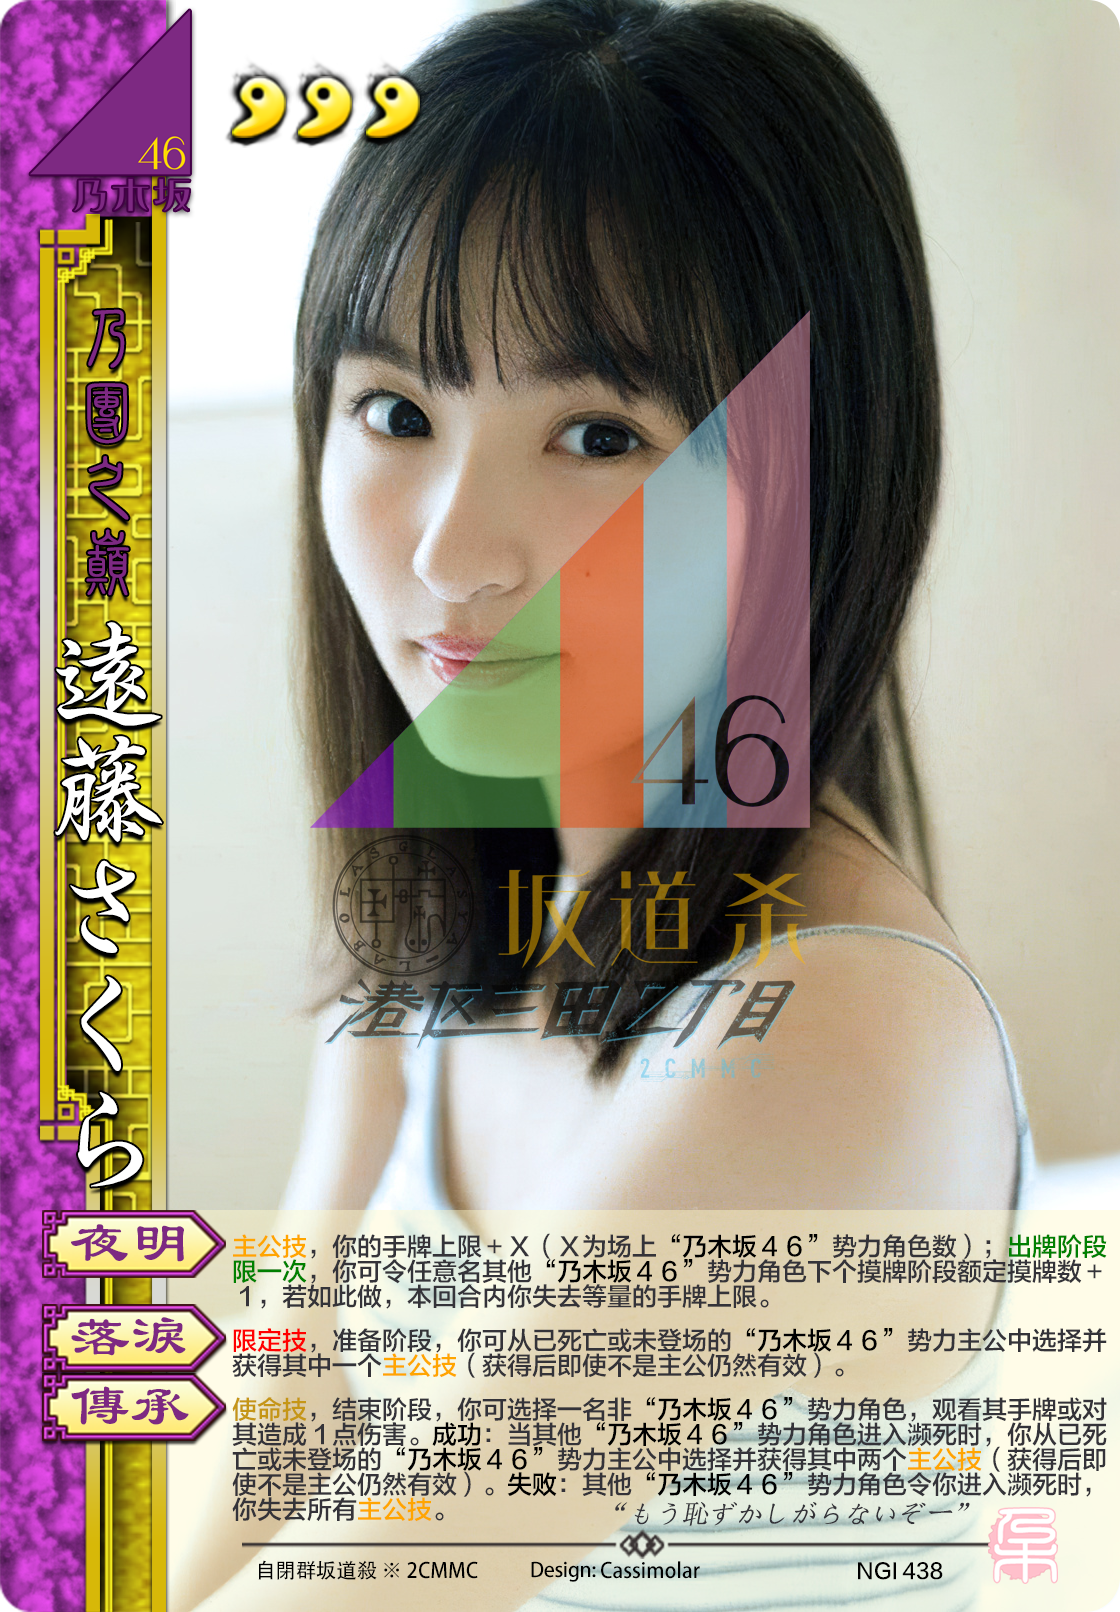 46
乃木坂
乃團之巔
遠藤さくら
46
坂道杀
港区三田2丁目
2CMMC
夜明
主公技，你的手牌上限＋Ｘ（Ｘ为场上“乃木坂４６”势力角色数）；出牌阶段
限一次，你可令任意名其他“乃木坂４６”势力角色下个摸牌阶段额定摸牌数＋
１，若如此做，本回合内你失去等量的手牌上限。
落淚
限定技，准备阶段，你可从已死亡或未登场的“乃木坂４６”势力主公中选择并
获得其中一个主公技（获得后即使不是主公仍然有效）。
傳承
使命技，结束阶段，你可选择一名非“乃木坂４６”势力角色，观看其手牌或对
其造成１点伤害。成功：当其他“乃木坂４６”势力角色进入濒死时，你从已死
亡或未登场的“乃木坂４６”势力主公中选择并获得其中两个主公技（获得后即
使不是主公仍然有效）。失败：其他“乃木坂４６”势力角色令你进入濒死时，
你失去所有主公技。
“もう恥ずかしがらないぞー”
自閉群坂道殺 ※ 2CMMC
Design: Cassimolar
NGI 438